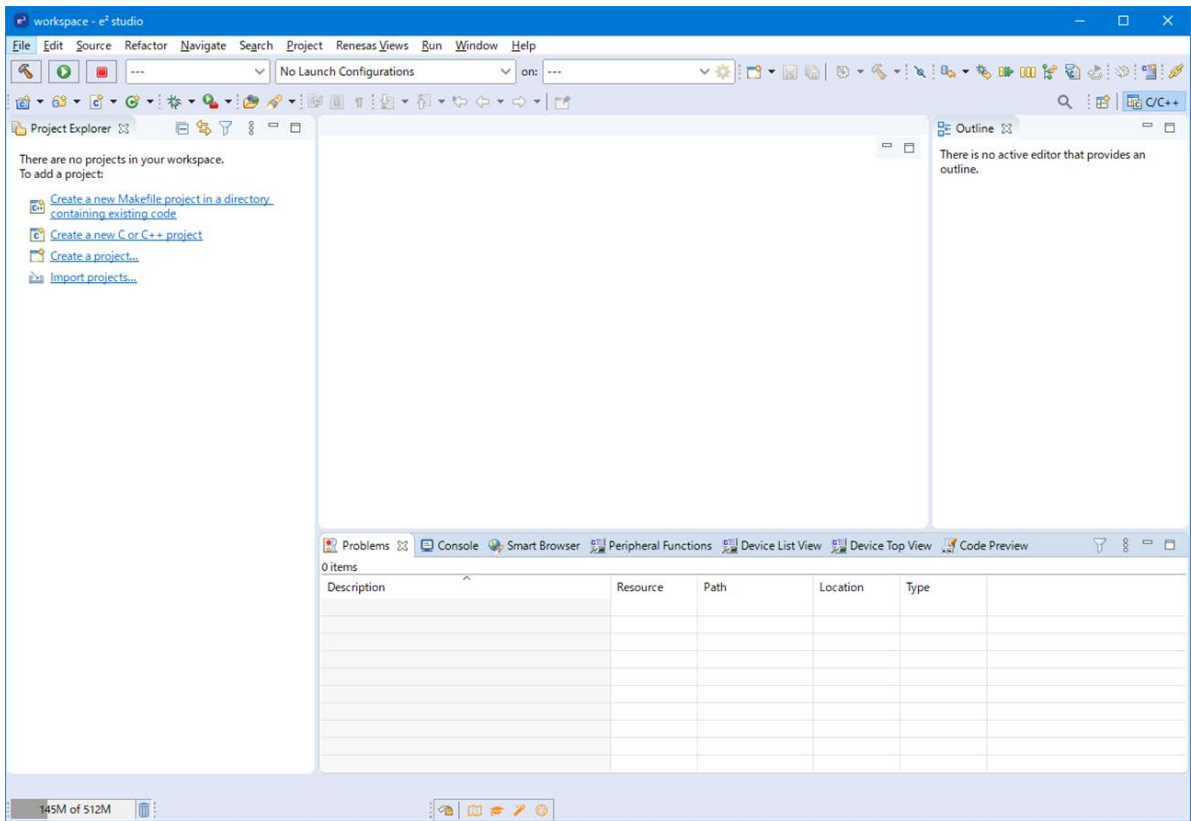 workspace - e² studio
File Edit Source Refactor Navigate Search Project Renesas Views Run Window Help
--- No Launch Configurations on: ---
C/C++
Project Explorer
There are no projects in your workspace.
To add a project:
Create a new Makefile project in a directory
containing existing code
Create a new C or C++ project
Create a project...
Import projects...
Outline
There is no active editor that provides an
outline.
Problems Console Smart Browser Peripheral Functions Device List View Device Top View Code Preview
0 items
Description Resource Path Location Type
145M of 512M